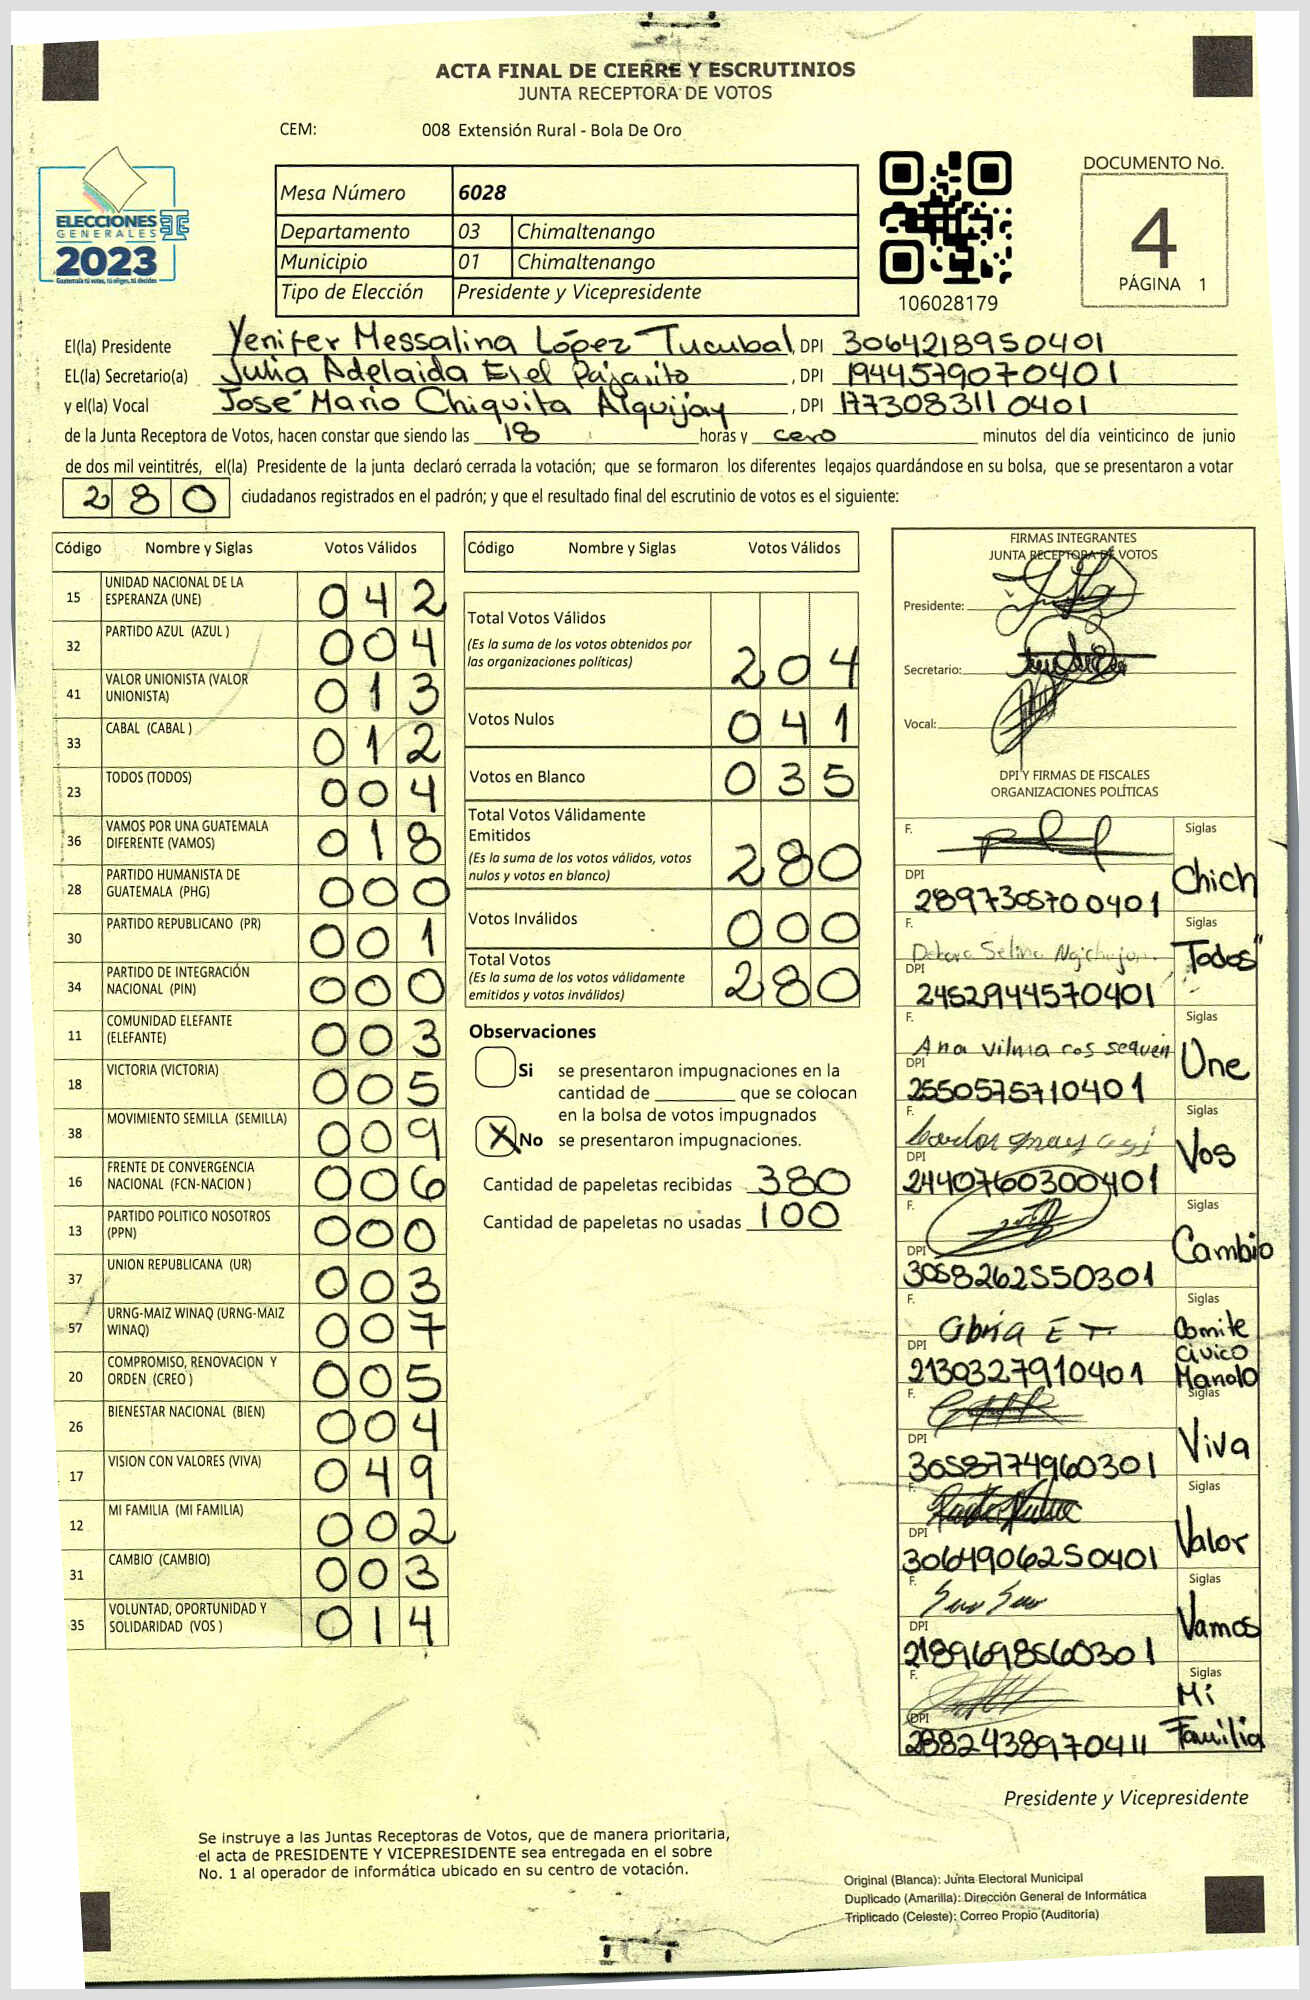 ACTA FINAL DE CIERRE Y ESCRUTINIOS
JUNTA RECEPTORA DE VOTOS
CEM: 008 Extensión Rural - Bola De Oro
ELECCIONES
GENERALES
2023
Guatemala tú votas, tú eliges, tú decides
Mesa Número 6028
Departamento 03 Chimaltenango
Municipio 01 Chimaltenango
Tipo de Elección Presidente y Vicepresidente
106028179
DOCUMENTO No.
4
PÁGINA 1
El(la) Presidente Yenifer Messalina López Tucubal, DPI 3064218950401
EL(la) Secretario(a) Julia Adelaida Elel Pajarito, DPI 1944579070401
y el(la) Vocal José Mario Chiquita Alquijay, DPI 1773083110401
de la Junta Receptora de Votos, hacen constar que siendo las 18 horas y cero minutos del día veinticinco de junio
de dos mil veintitrés, el(la) Presidente de la junta declaró cerrada la votación; que se formaron los diferentes legajos quardándose en su bolsa, que se presentaron a votar
280 ciudadanos registrados en el padrón; y que el resultado final del escrutinio de votos es el siguiente:
Código Nombre y Siglas Votos Válidos
15 UNIDAD NACIONAL DE LA ESPERANZA (UNE) 042
32 PARTIDO AZUL (AZUL ) 004
41 VALOR UNIONISTA (VALOR UNIONISTA) 013
33 CABAL (CABAL ) 012
23 TODOS (TODOS) 004
36 VAMOS POR UNA GUATEMALA DIFERENTE (VAMOS) 018
28 PARTIDO HUMANISTA DE GUATEMALA (PHG) 000
30 PARTIDO REPUBLICANO (PR) 001
34 PARTIDO DE INTEGRACIÓN NACIONAL (PIN) 000
11 COMUNIDAD ELEFANTE (ELEFANTE) 003
18 VICTORIA (VICTORIA) 005
38 MOVIMIENTO SEMILLA (SEMILLA) 009
16 FRENTE DE CONVERGENCIA NACIONAL (FCN-NACION ) 006
13 PARTIDO POLITICO NOSOTROS (PPN) 000
37 UNION REPUBLICANA (UR) 003
57 URNG-MAIZ WINAQ (URNG-MAIZ WINAQ) 007
20 COMPROMISO, RENOVACION Y ORDEN (CREO ) 005
26 BIENESTAR NACIONAL (BIEN) 004
17 VISION CON VALORES (VIVA) 049
12 MI FAMILIA (MI FAMILIA) 002
31 CAMBIO (CAMBIO) 003
35 VOLUNTAD, OPORTUNIDAD Y SOLIDARIDAD (VOS ) 014
Código Nombre y Siglas Votos Válidos
Total Votos Válidos
(Es la suma de los votos obtenidos por
las organizaciones políticas) 204
Votos Nulos 041
Votos en Blanco 035
Total Votos Válidamente
Emitidos
(Es la suma de los votos válidos, votos
nulos y votos en blanco) 280
Votos Inválidos 000
Total Votos
(Es la suma de los votos válidamente
emitidos y votos inválidos) 280
Observaciones
Si se presentaron impugnaciones en la
cantidad de ________ que se colocan
en la bolsa de votos impugnados
X No se presentaron impugnaciones.
Cantidad de papeletas recibidas 380
Cantidad de papeletas no usadas 100
FIRMAS INTEGRANTES
JUNTA RECEPTORA DE VOTOS
Presidente:
Secretario:
Vocal:
DPI Y FIRMAS DE FISCALES
ORGANIZACIONES POLÍTICAS
F. Siglas
DPI 2897305700401 Chich
F. Siglas
DPI 2452944570401 "Todos"
F. Ana Vilma cos sequen Siglas
DPI 2550575710401 Une
F. Siglas
DPI 2440760300401 Vos
F. Siglas
DPI 3058262550301 Cambio
F. Siglas
DPI 2130327910401 Comite Civico Manolo
F. Siglas
DPI 3058774960301 Viva
F. Siglas
DPI 3064906250401 Valor
F. Siglas
DPI 2189698560301 Vamos
F. Siglas
DPI 2882438970411 Mi Familia
Presidente y Vicepresidente
Se instruye a las Juntas Receptoras de Votos, que de manera prioritaria,
el acta de PRESIDENTE Y VICEPRESIDENTE sea entregada en el sobre
No. 1 al operador de informática ubicado en su centro de votación.
Original (Blanca): Junta Electoral Municipal
Duplicado (Amarilla): Dirección General de Informática
Triplicado (Celeste): Correo Propio (Auditoría)